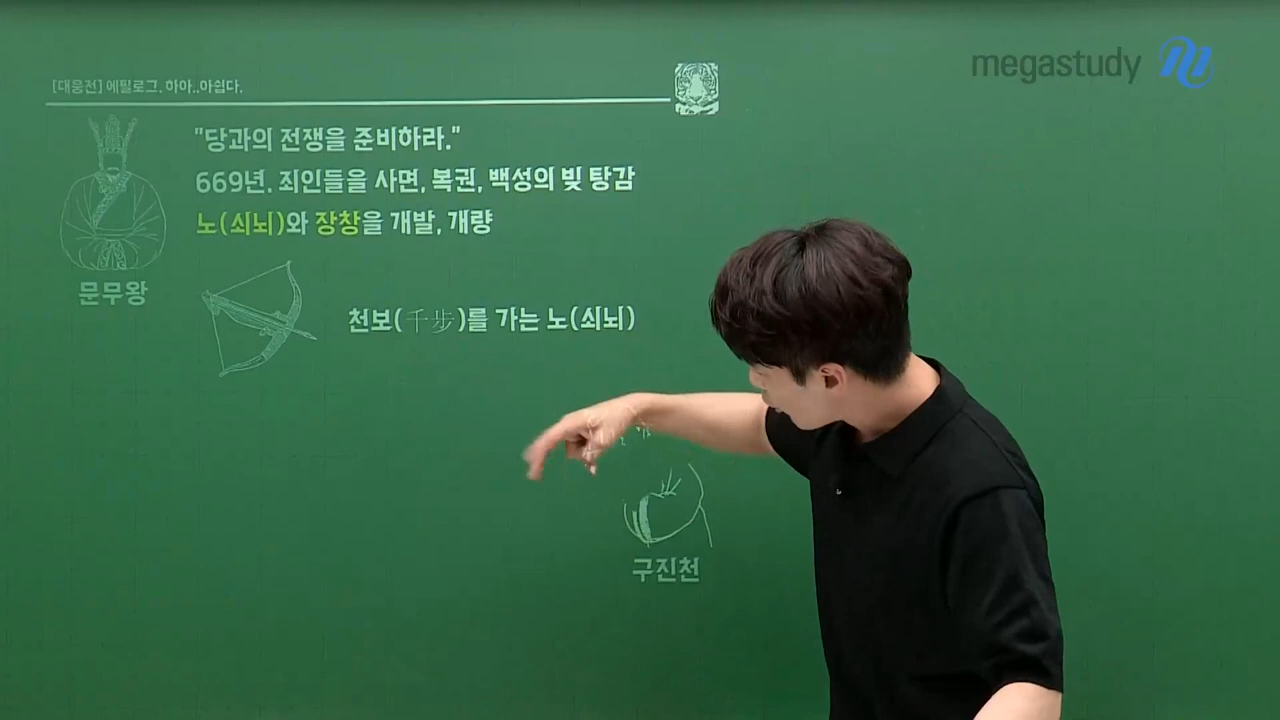 megastudy
[대웅전] 에필로그. 하아..아쉽다.
"당과의 전쟁을 준비하라."
669년. 죄인들을 사면, 복권, 백성의 빚 탕감
노(쇠뇌)와 장창을 개발, 개량
문무왕
천보(千步)를 가는 노(쇠뇌)
구진천